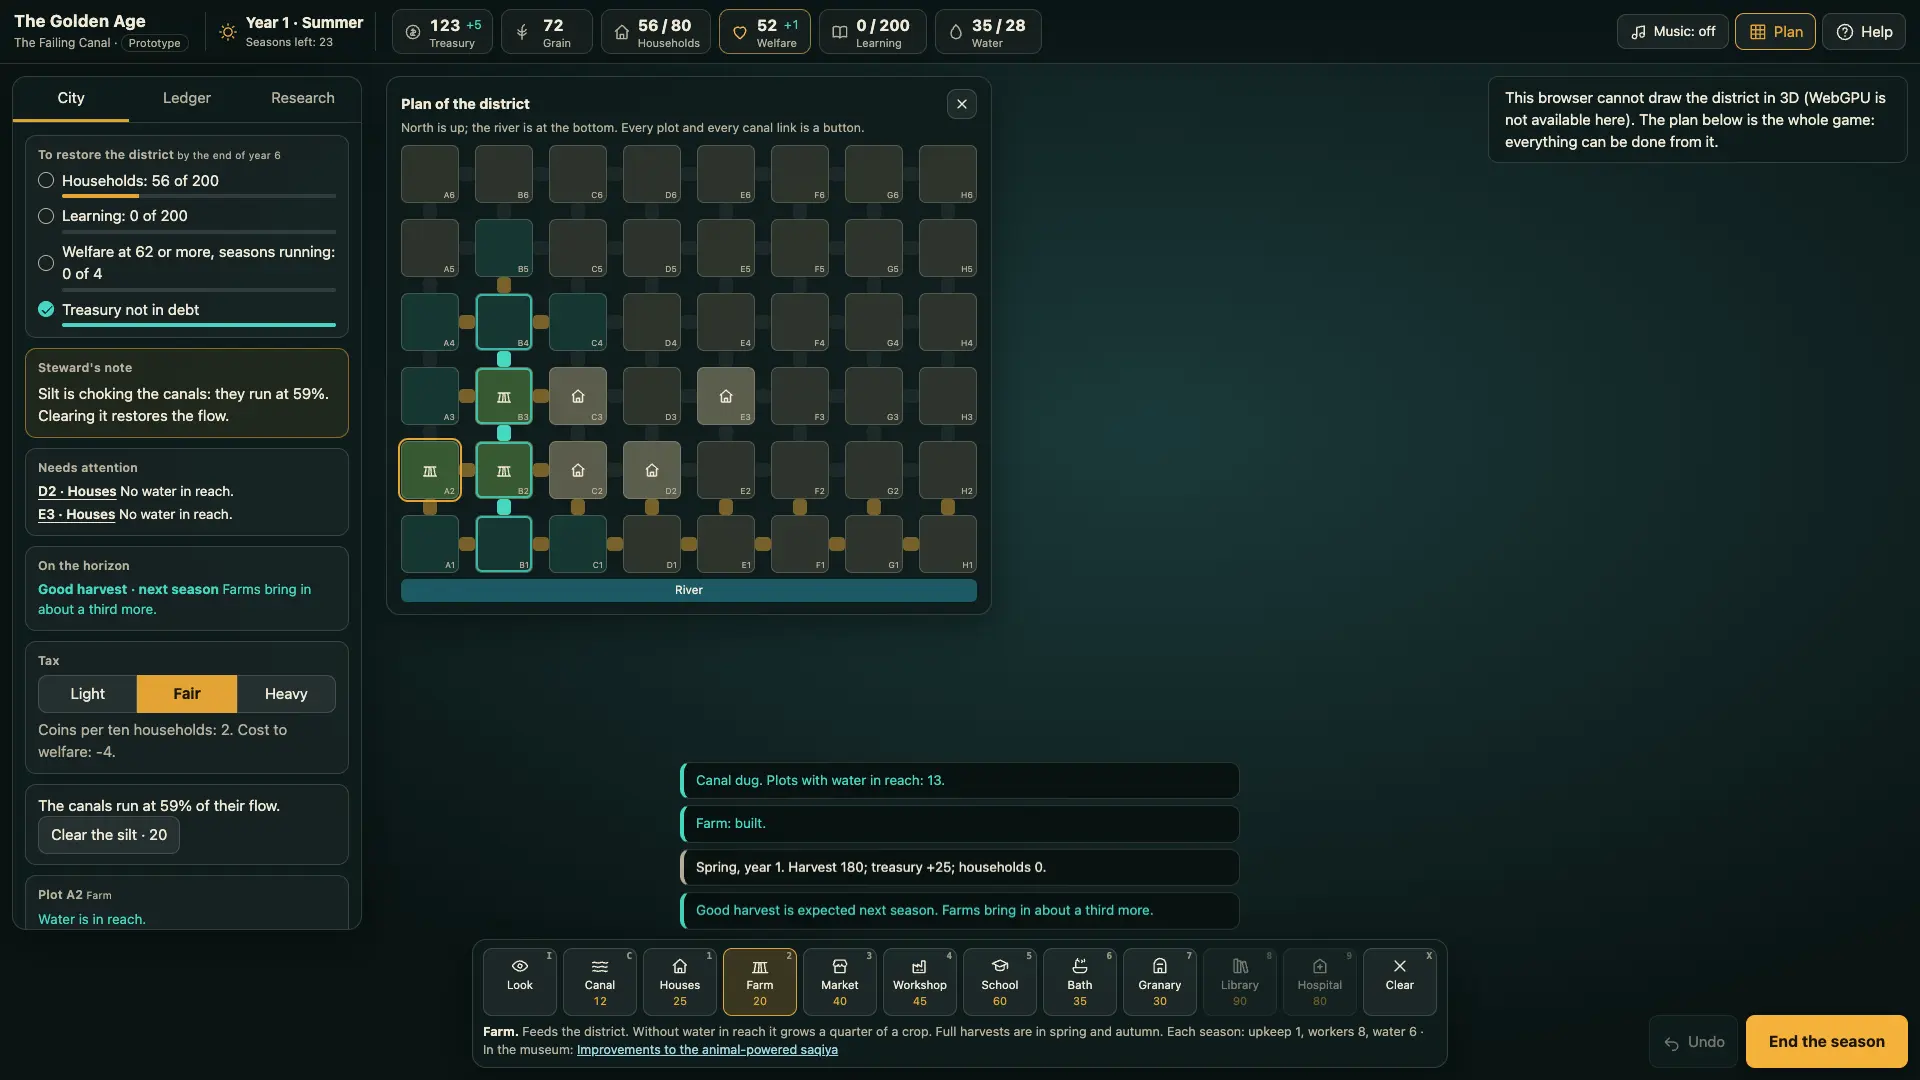 The Golden Age
The Failing Canal · Prototype
Year 1 · Summer
Seasons left: 23
123 +5
Treasury
72
Grain
56 / 80
Households
52 +1
Welfare
0 / 200
Learning
35 / 28
Water
Music: off
Plan
Help
City
Ledger
Research
To restore the district by the end of year 6
Households: 56 of 200
Learning: 0 of 200
Welfare at 62 or more, seasons running:
0 of 4
Treasury not in debt
Steward's note
Silt is choking the canals: they run at 59%.
Clearing it restores the flow.
Needs attention
D2 · Houses No water in reach.
E3 · Houses No water in reach.
On the horizon
Good harvest · next season Farms bring in
about a third more.
Tax
Light
Fair
Heavy
Coins per ten households: 2. Cost to
welfare: -4.
The canals run at 59% of their flow.
Clear the silt · 20
Plot A2 Farm
Water is in reach.
Plan of the district
North is up; the river is at the bottom. Every plot and every canal link is a button.
A6 B6 C6 D6 E6 F6 G6 H6
A5 B5 C5 D5 E5 F5 G5 H5
A4 B4 C4 D4 E4 F4 G4 H4
A3 B3 C3 D3 E3 F3 G3 H3
A2 B2 C2 D2 E2 F2 G2 H2
A1 B1 C1 D1 E1 F1 G1 H1
River
This browser cannot draw the district in 3D (WebGPU is
not available here). The plan below is the whole game:
everything can be done from it.
Canal dug. Plots with water in reach: 13.
Farm: built.
Spring, year 1. Harvest 180; treasury +25; households 0.
Good harvest is expected next season. Farms bring in about a third more.
I
Look
C
Canal
12
1
Houses
25
2
Farm
20
3
Market
40
4
Workshop
45
5
School
60
6
Bath
35
7
Granary
30
8
Library
90
9
Hospital
80
X
Clear
Farm. Feeds the district. Without water in reach it grows a quarter of a crop. Full harvests are in spring and autumn. Each season: upkeep 1, workers 8, water 6 ·
In the museum: Improvements to the animal-powered saqiya
Undo
End the season